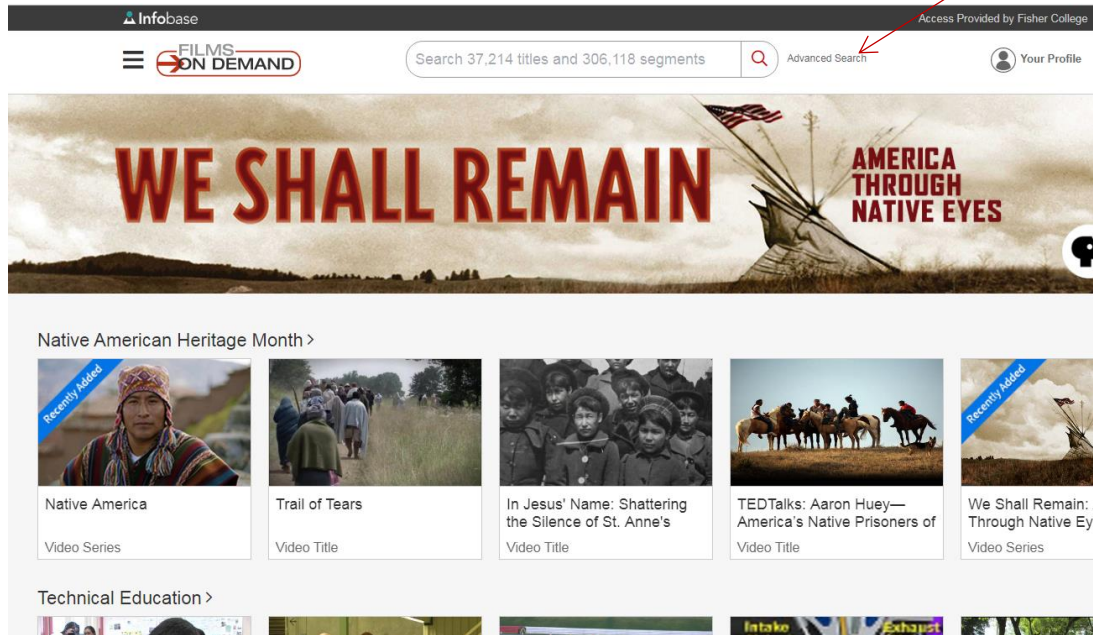 Infobase
Access Provided by Fisher College
FILMS
ON DEMAND
Search 37,214 titles and 306,118 segments
Advanced Search
Your Profile
WE SHALL REMAIN
AMERICA
THROUGH
NATIVE EYES
Native American Heritage Month >
Recently Added
Recently Added
Native America
Trail of Tears
In Jesus' Name: Shattering
the Silence of St. Anne's
TEDTalks: Aaron Huey—
America's Native Prisoners of
We Shall Remain:
Through Native Ey
Video Series
Video Title
Video Title
Video Title
Video Series
Technical Education >
Intake
Exhaust